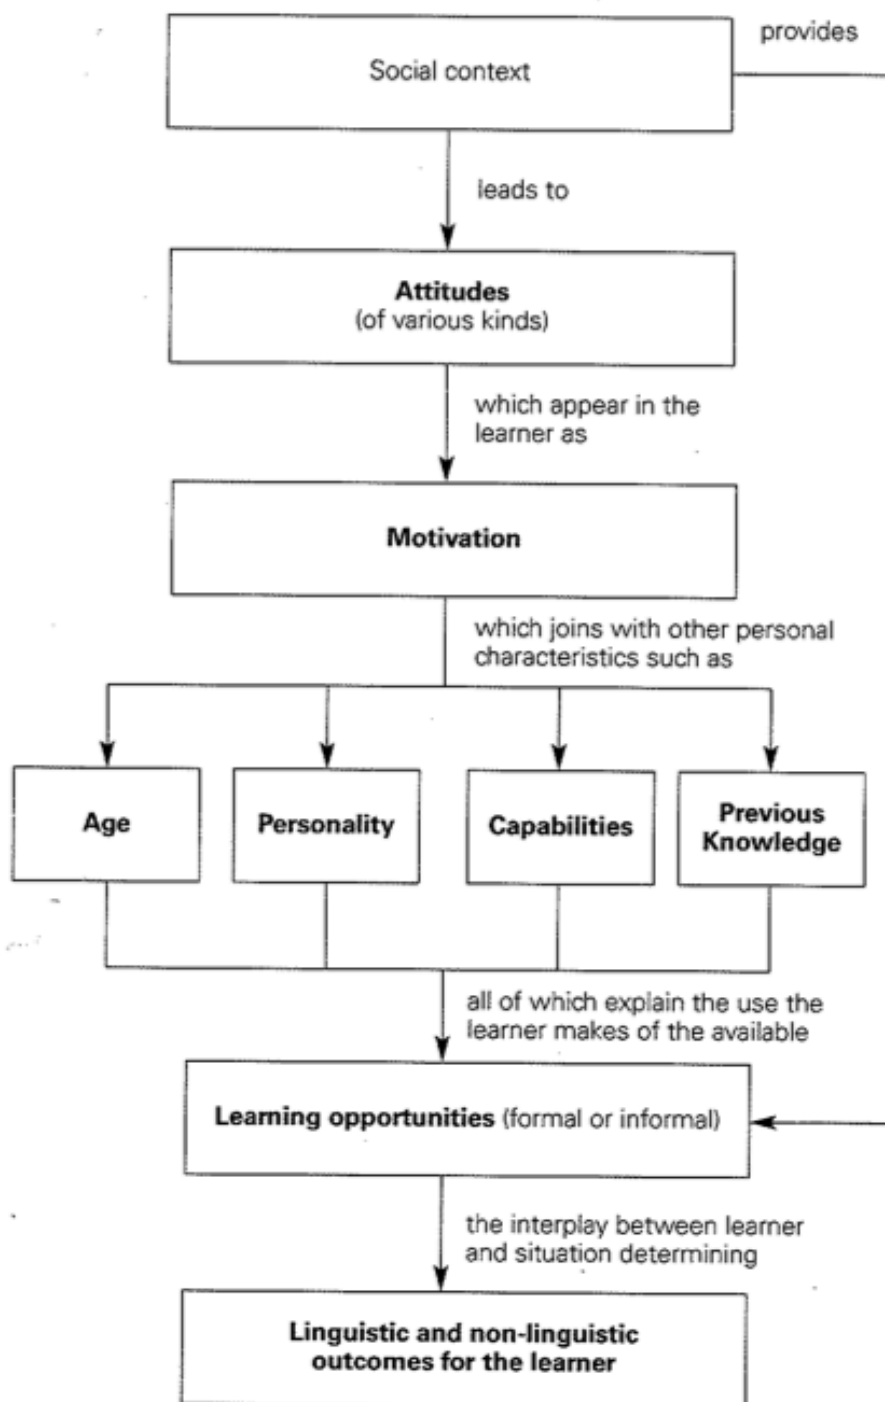 provides
Social context
leads to
Attitudes
(of various kinds)
which appear in the
learner as
Motivation
which joins with other personal
characteristics such as
Age
Personality
Capabilities
Previous
Knowledge
all of which explain the use the
learner makes of the available
Learning opportunities (formal or informal)
the interplay between learner
and situation determining
Linguistic and non-linguistic
outcomes for the learner